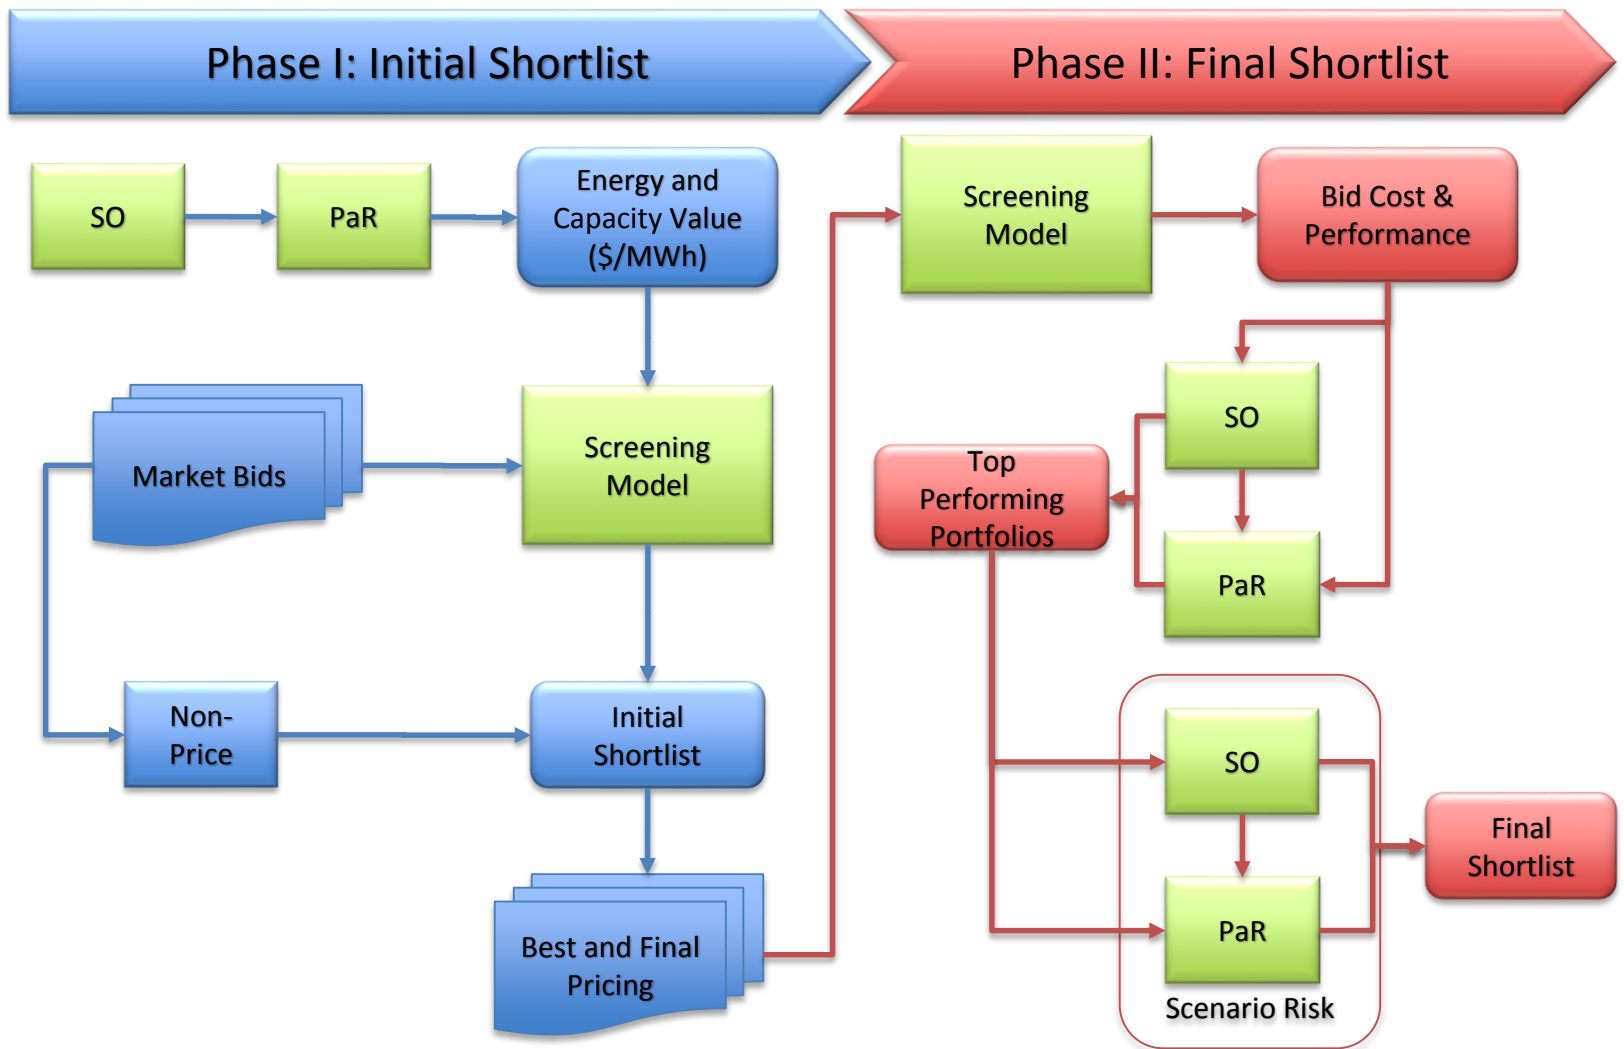 Phase I: Initial Shortlist
Phase II: Final Shortlist
SO
PaR
Energy and
Capacity Value
($/MWh)
Market Bids
Screening
Model
Non-
Price
Initial
Shortlist
Best and Final
Pricing
Screening
Model
Bid Cost &
Performance
SO
Top
Performing
Portfolios
PaR
SO
PaR
Scenario Risk
Final
Shortlist